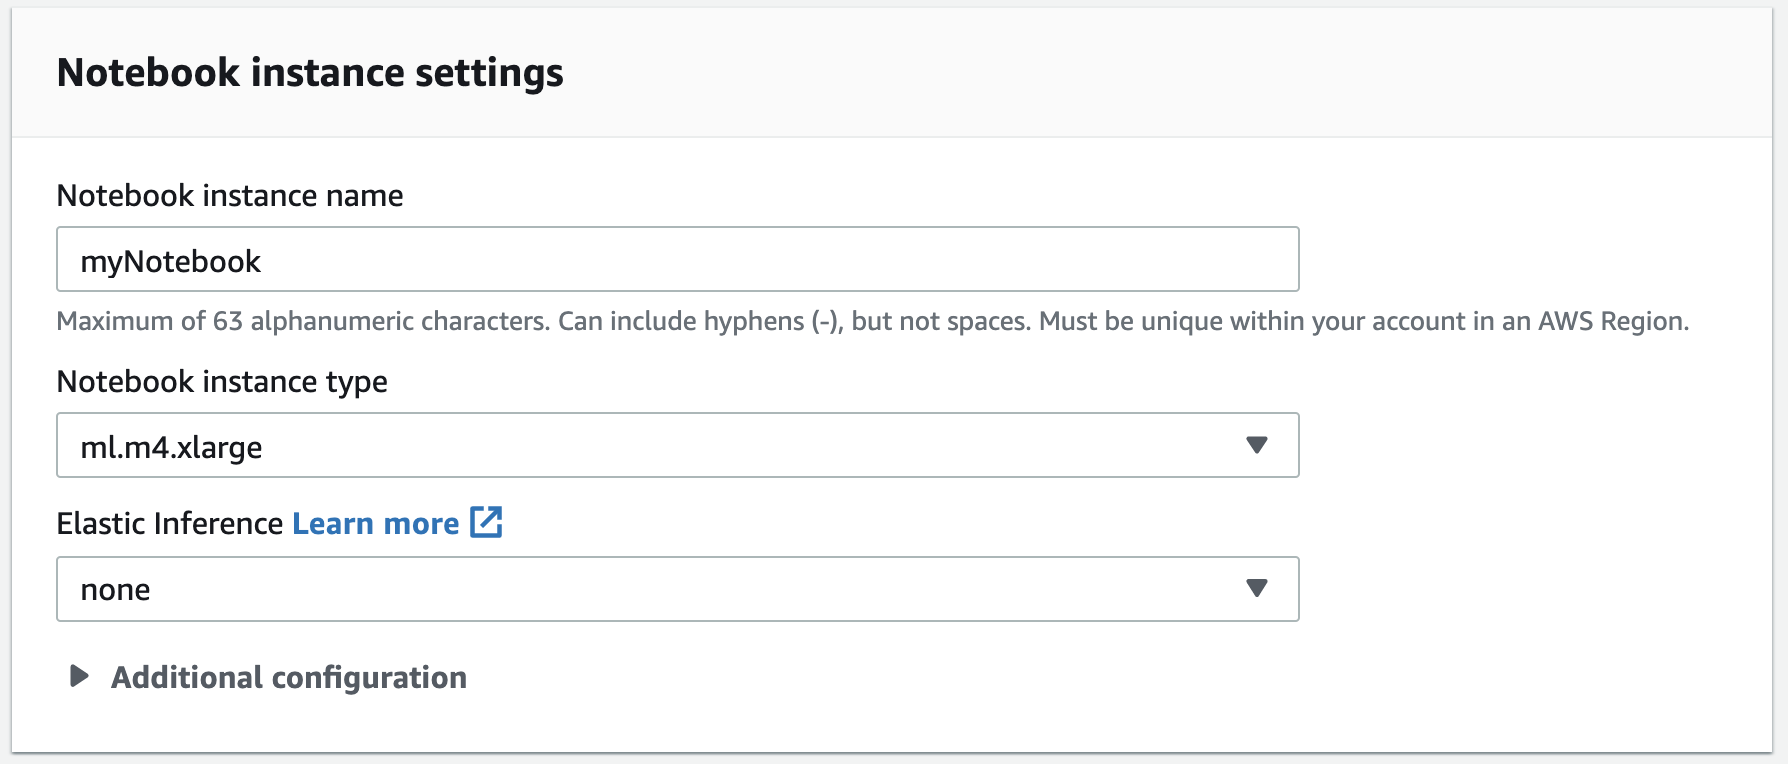 Notebook instance settings
Notebook instance name
myNotebook
Maximum of 63 alphanumeric characters. Can include hyphens (-), but not spaces. Must be unique within your account in an AWS Region.
Notebook instance type
ml.m4.xlarge
Elastic Inference Learn more
none
Additional configuration